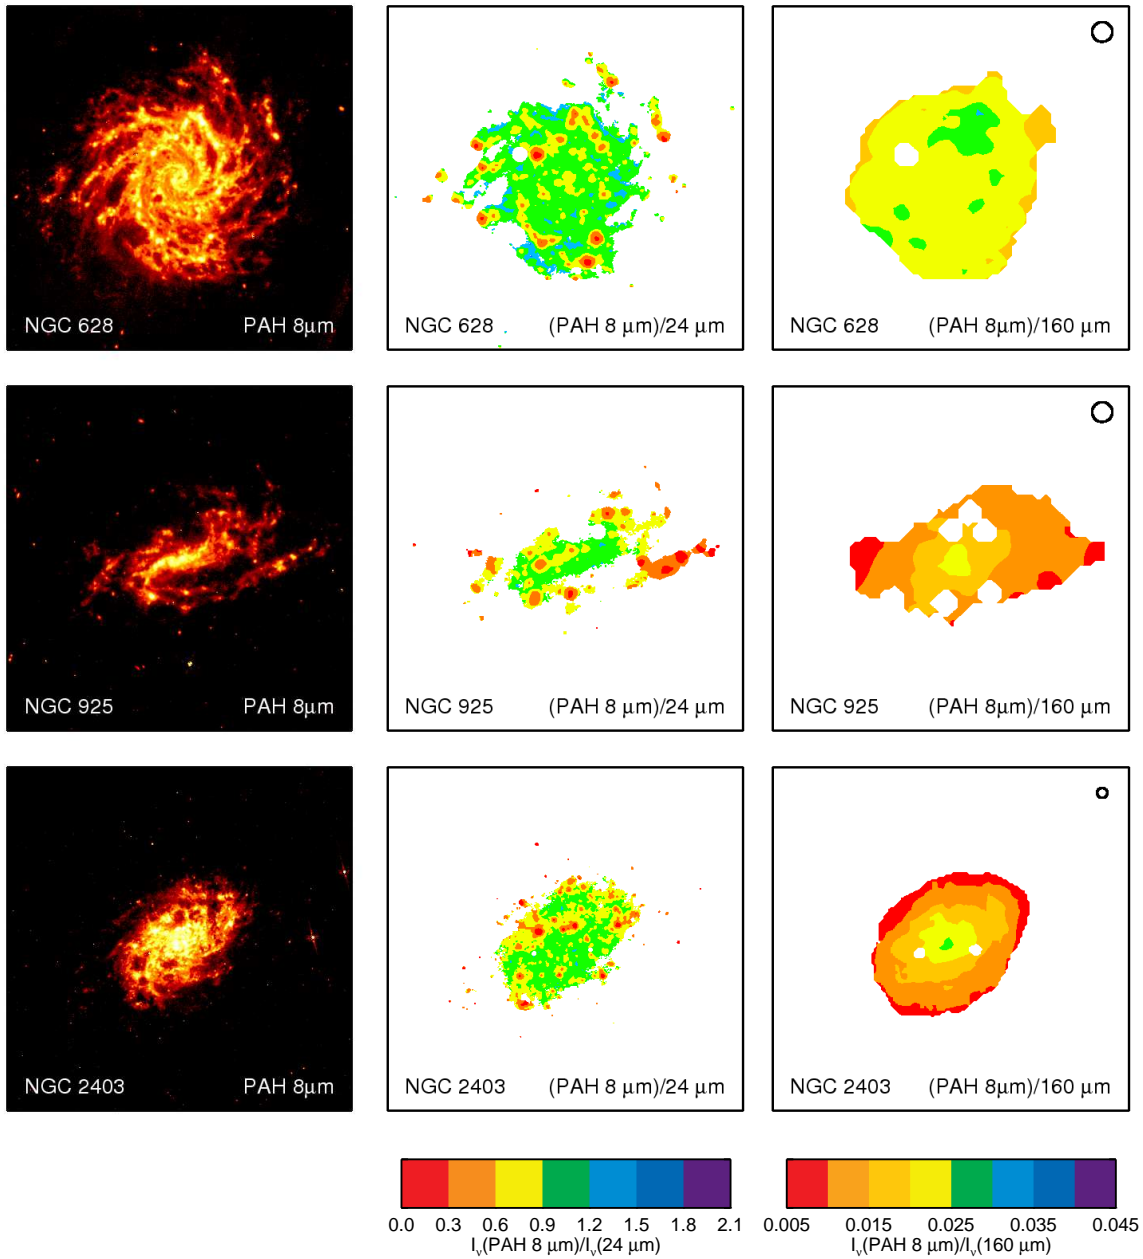 NGC 628 PAH 8μm
NGC 628 (PAH 8 μm)/24 μm
NGC 628 (PAH 8μm)/160 μm
NGC 925 PAH 8μm
NGC 925 (PAH 8 μm)/24 μm
NGC 925 (PAH 8μm)/160 μm
NGC 2403 PAH 8μm
NGC 2403 (PAH 8 μm)/24 μm
NGC 2403 (PAH 8μm)/160 μm
0.0 0.3 0.6 0.9 1.2 1.5 1.8 2.1
Iν(PAH 8 μm)/Iν(24 μm)
0.005 0.015 0.025 0.035 0.045
Iν(PAH 8 μm)/Iν(160 μm)